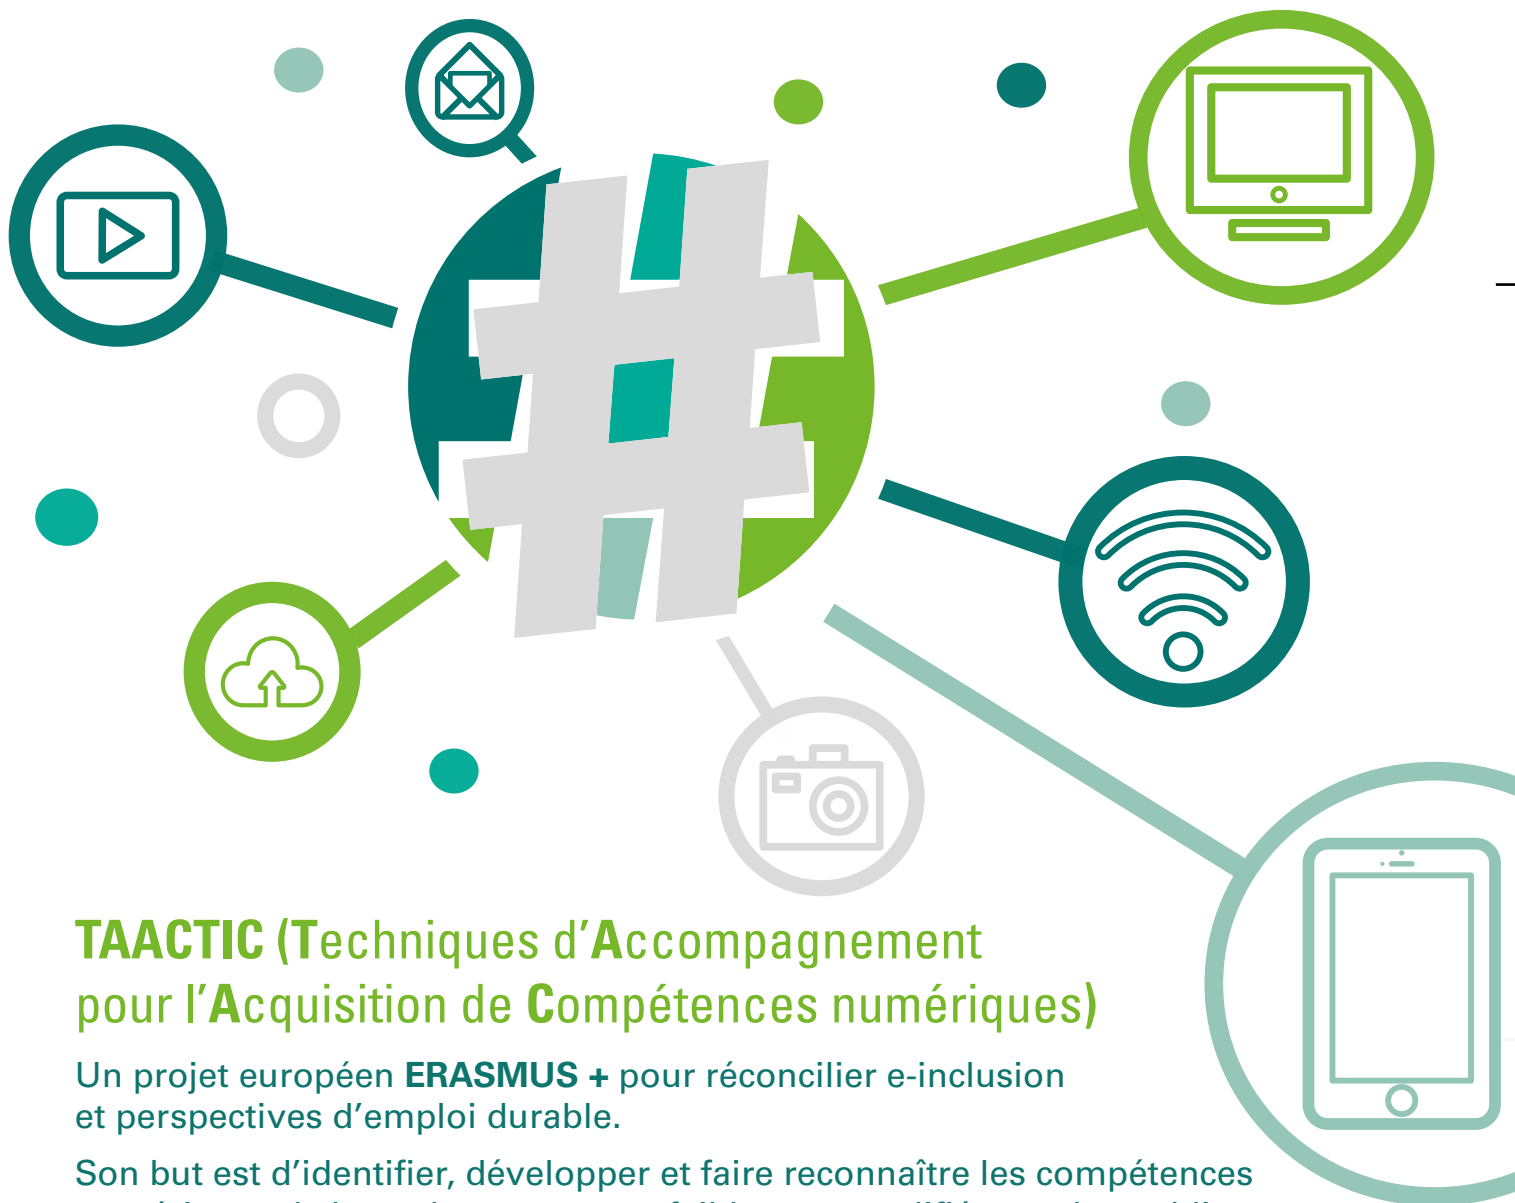 TAACTIC (Techniques d’Accompagnement
pour l’Acquisition de Compétences numériques)
Un projet européen ERASMUS + pour réconcilier e-inclusion
et perspectives d’emploi durable.
Son but est d’identifier, développer et faire reconnaître les compétences